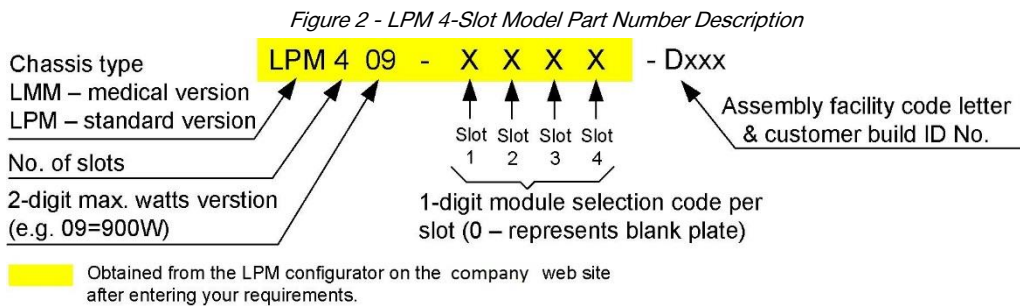 Figure 2 - LPM 4-Slot Model Part Number Description
LPM 4 09 - X X X X - Dxxx
Chassis type
LMM – medical version
LPM – standard version
No. of slots
2-digit max. watts verstion
(e.g. 09=900W)
Slot Slot Slot Slot
1 2 3 4
1-digit module selection code per
slot (0 – represents blank plate)
Assembly facility code letter
& customer build ID No.
Obtained from the LPM configurator on the company web site
after entering your requirements.